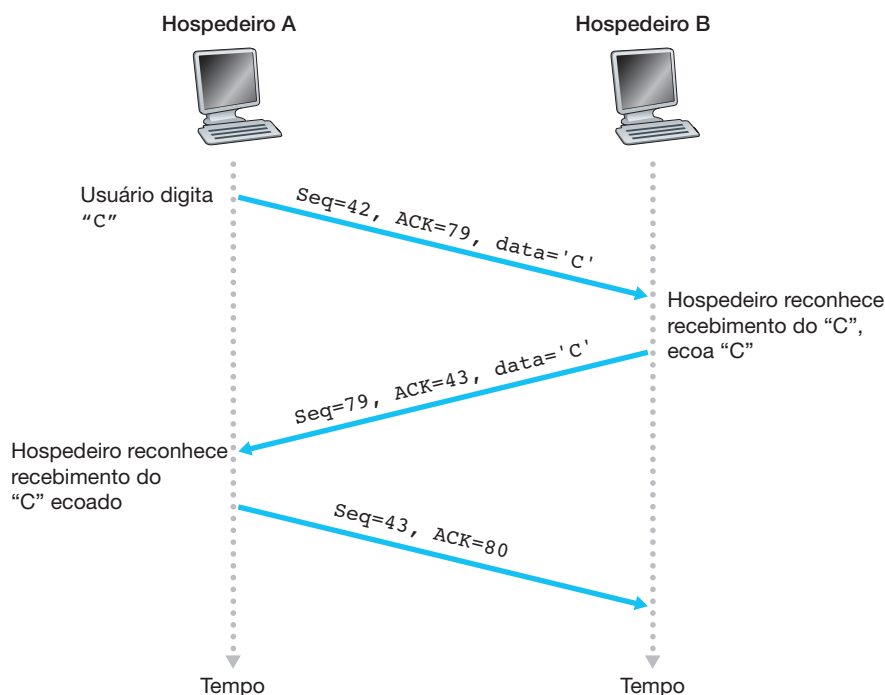 Hospedeiro A
Hospedeiro B
Usuário digita
“C”
Seq=42, ACK=79, data='C'
Hospedeiro reconhece
recebimento do “C”,
ecoa “C”
Seq=79, ACK=43, data='C'
Hospedeiro reconhece
recebimento do
“C” ecoado
Seq=43, ACK=80
Tempo
Tempo